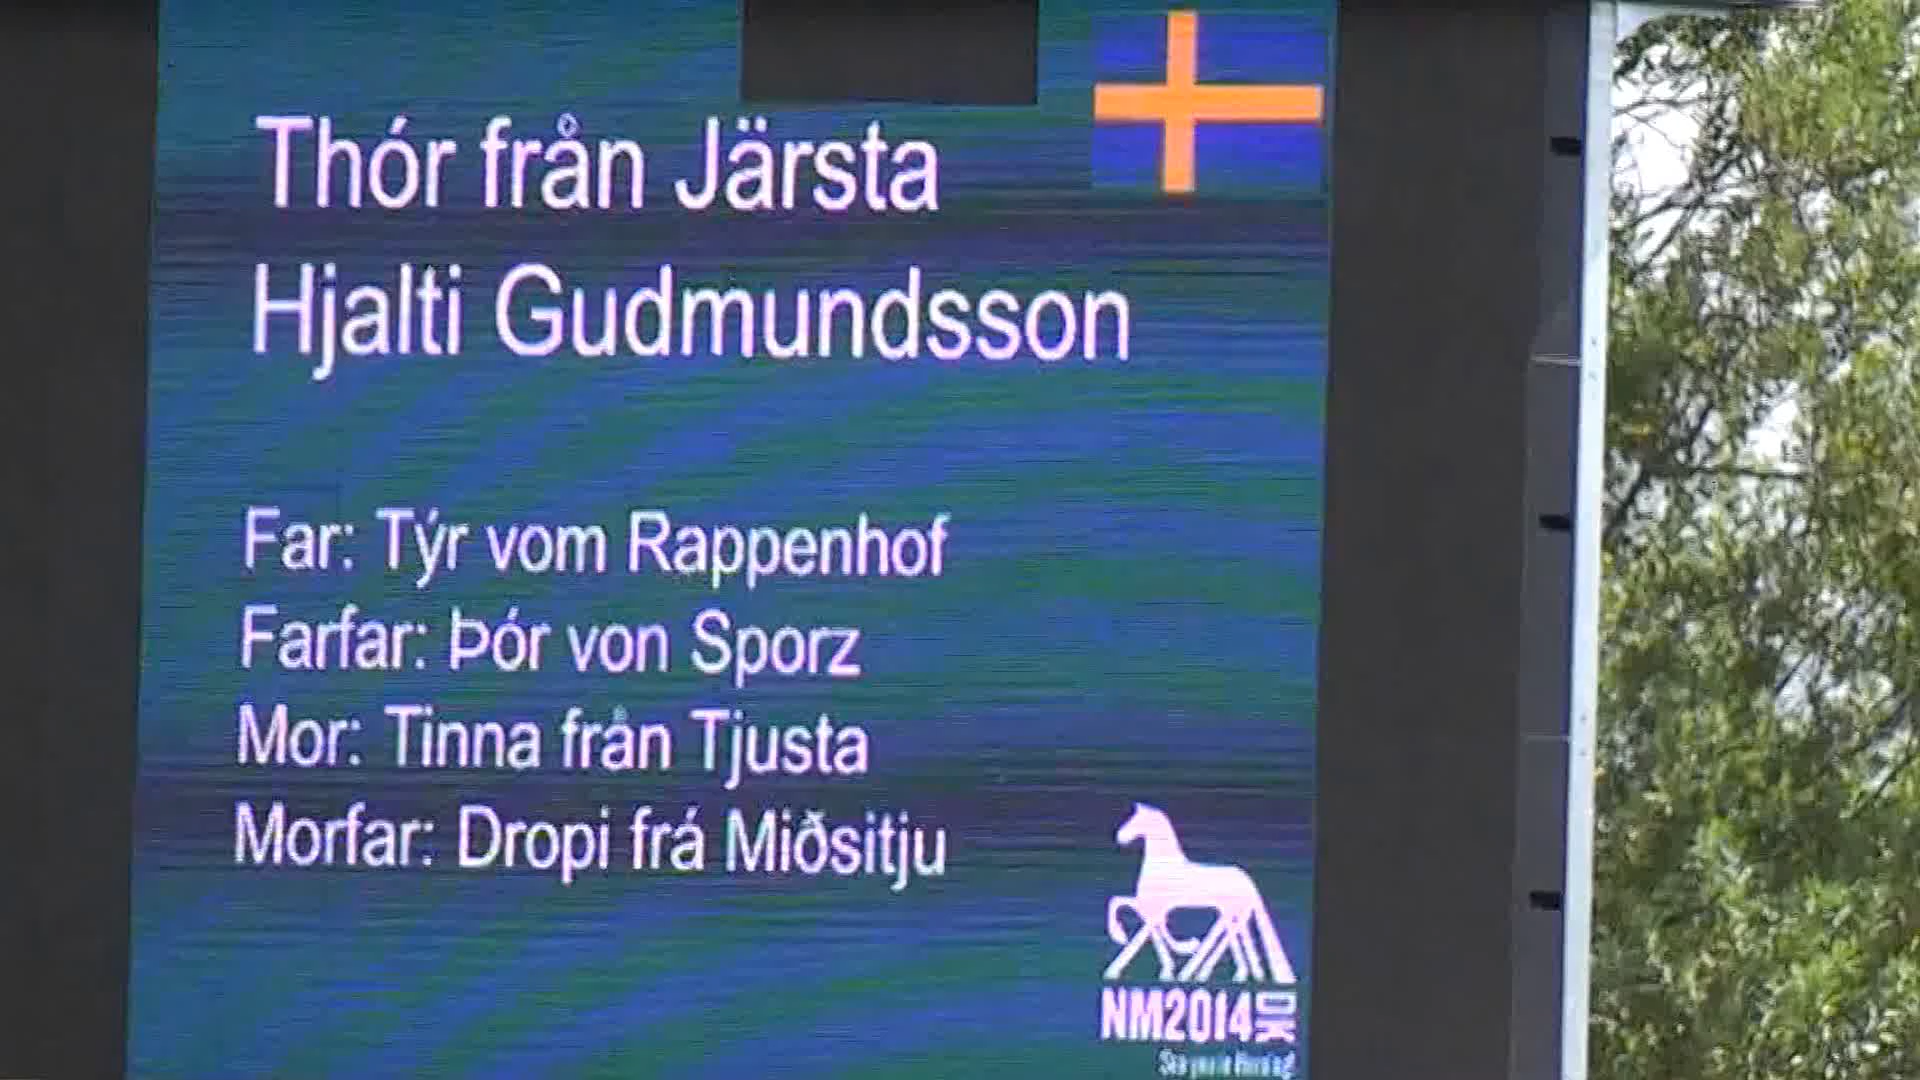 Thór från Järsta
Hjalti Gudmundsson
Far: Týr vom Rappenhof
Farfar: Þór von Sporz
Mor: Tinna från Tjusta
Morfar: Dropi frá Miðsitju
NM2014DK